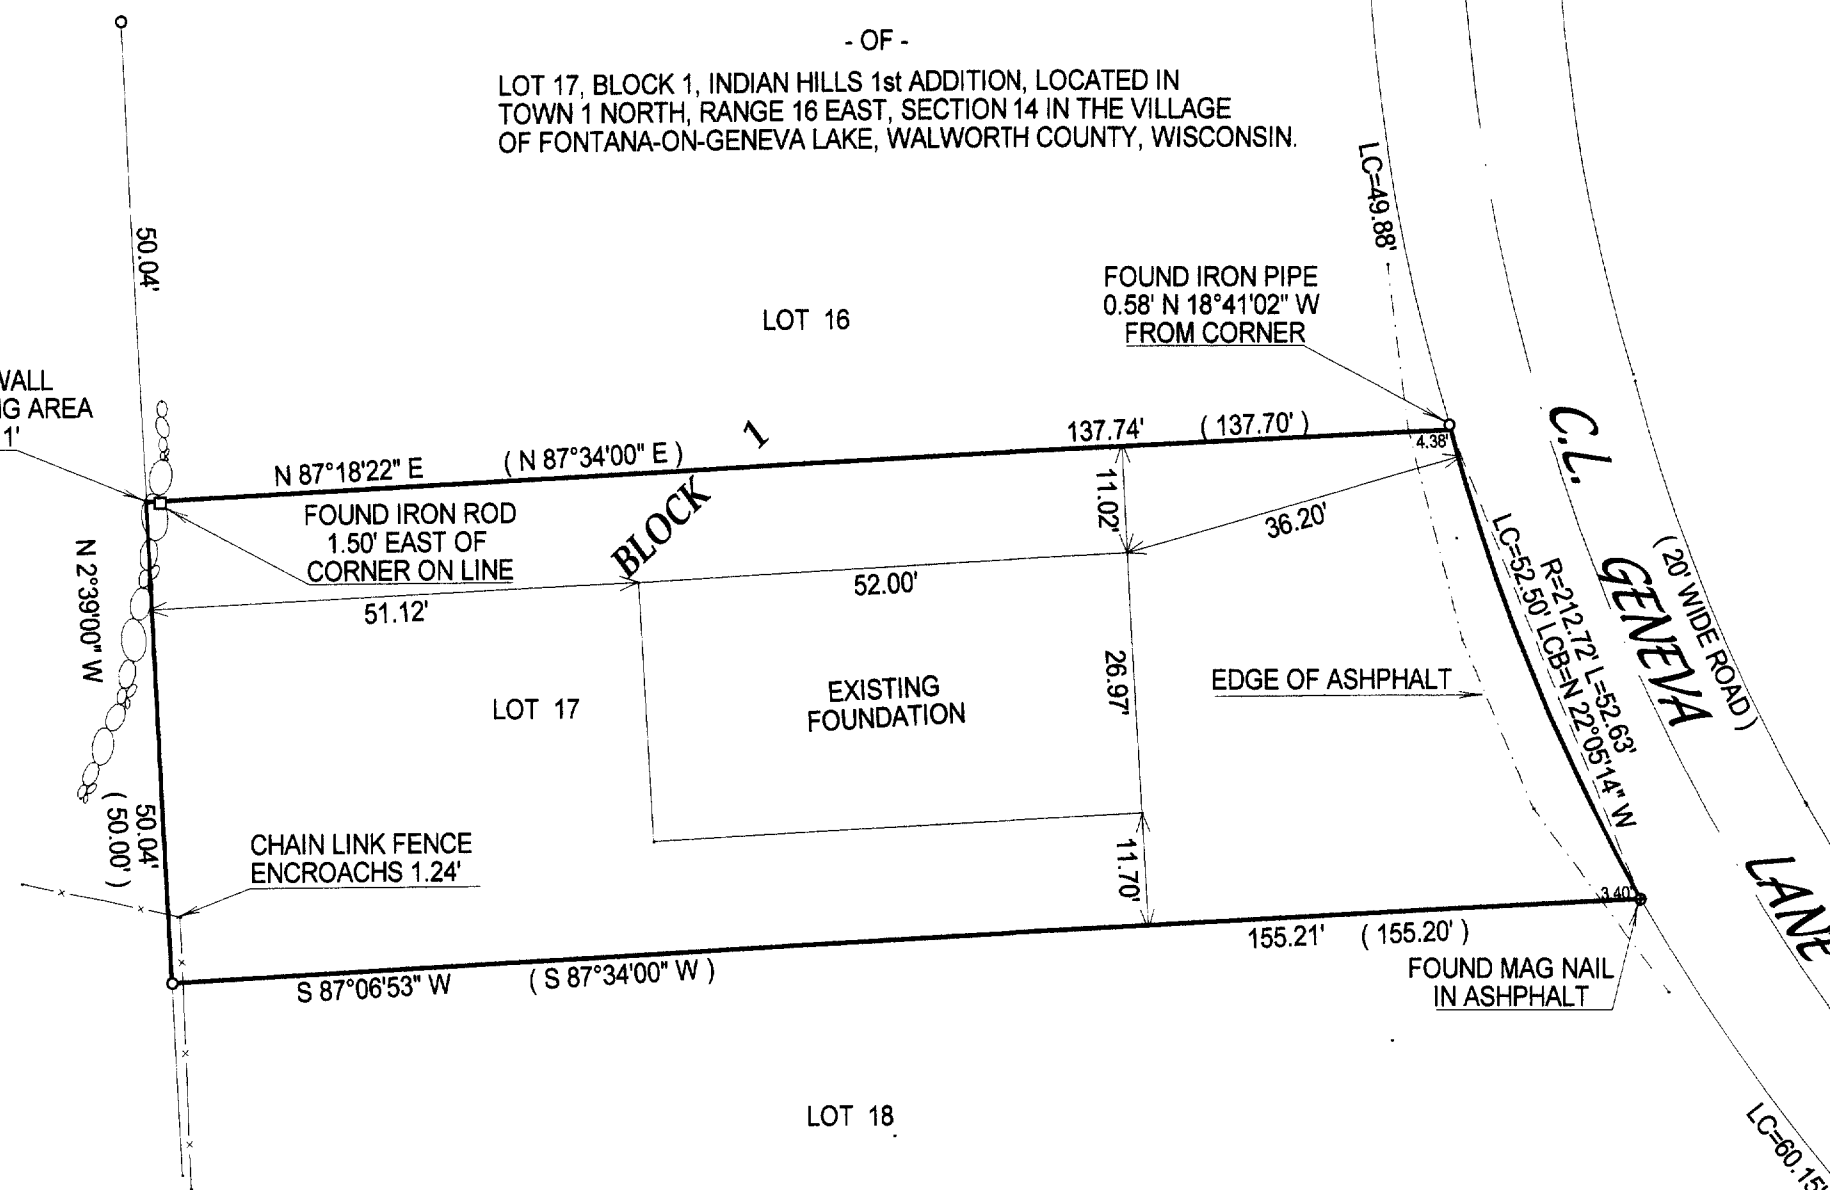 - OF -
LOT 17, BLOCK 1, INDIAN HILLS 1st ADDITION, LOCATED IN
TOWN 1 NORTH, RANGE 16 EAST, SECTION 14 IN THE VILLAGE
OF FONTANA-ON-GENEVA LAKE, WALWORTH COUNTY, WISCONSIN.
50.04'
LC=49.88'
FOUND IRON PIPE
0.58' N 18°41'02" W
FROM CORNER
LOT 16
WALL
NG AREA
1'
N 87°18'22" E
( N 87°34'00" E )
BLOCK 1
137.74'
( 137.70' )
4.38'
C.L. GENEVA LANE
( 20' WIDE ROAD )
FOUND IRON ROD
1.50' EAST OF
CORNER ON LINE
11.02'
36.20'
N 2°39'00" W
51.12'
52.00'
R=212.72' L=52.63'
LC=52.50' LCB=N 22°05'14" W
26.97'
EDGE OF ASHPHALT
LOT 17
EXISTING
FOUNDATION
50.04'
( 50.00' )
CHAIN LINK FENCE
ENCROACHS 1.24'
11.70'
3.40'
155.21'
( 155.20' )
S 87°06'53" W
( S 87°34'00" W )
FOUND MAG NAIL
IN ASHPHALT
LOT 18
LC=60.15'